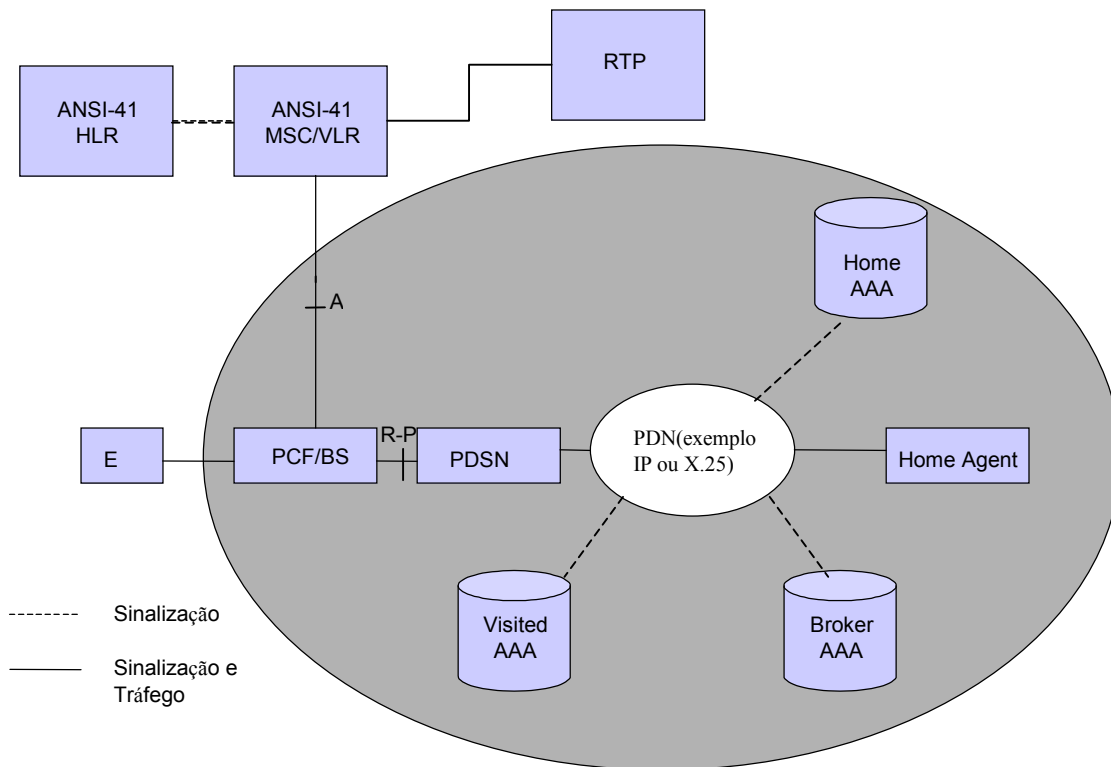 RTP
ANSI-41
HLR
ANSI-41
MSC/VLR
Home
AAA
A
E
PCF/BS
R-P
PDSN
PDN(exemplo
IP ou X.25)
Home Agent
Visited
AAA
Broker
AAA
Sinalização
Sinalização e
Tráfego